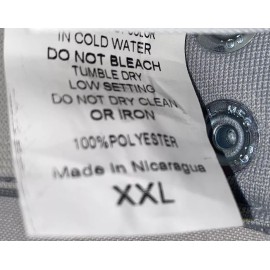 COLOR
IN COLD WATER
DO NOT BLEACH
TUMBLE DRY
LOW SETTING
DO NOT DRY CLEAN
OR IRON
100% POLYESTER
Made in Nicaragua
XXL